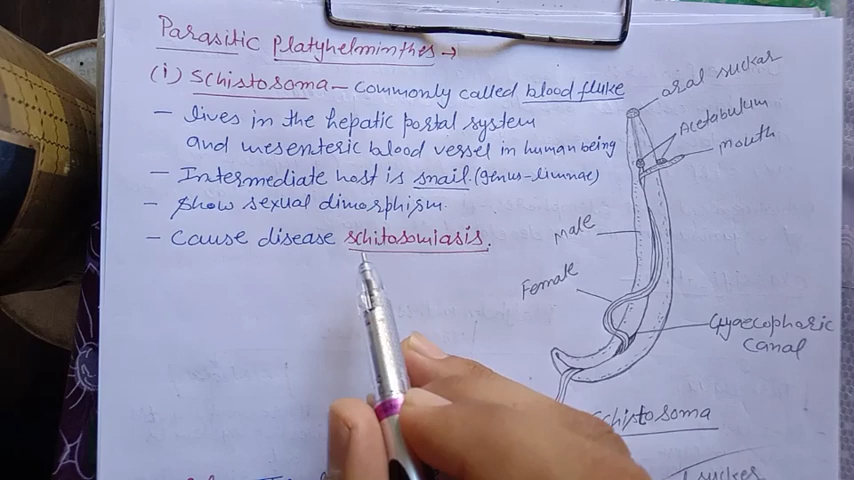 Parasitic Platyhelminthes →
(i) Schistosoma - commonly called blood fluke
- lives in the hepatic portal system
and mesenteric blood vessel in human being
- Intermediate host is snail. (genus-limnae)
- Show sexual dimorphism.
- Cause disease schitosomiasis.
oral suckar
Acetabulum
mouth
Male
Female
Gyaecophoric
Canal
Schistosoma
sucker